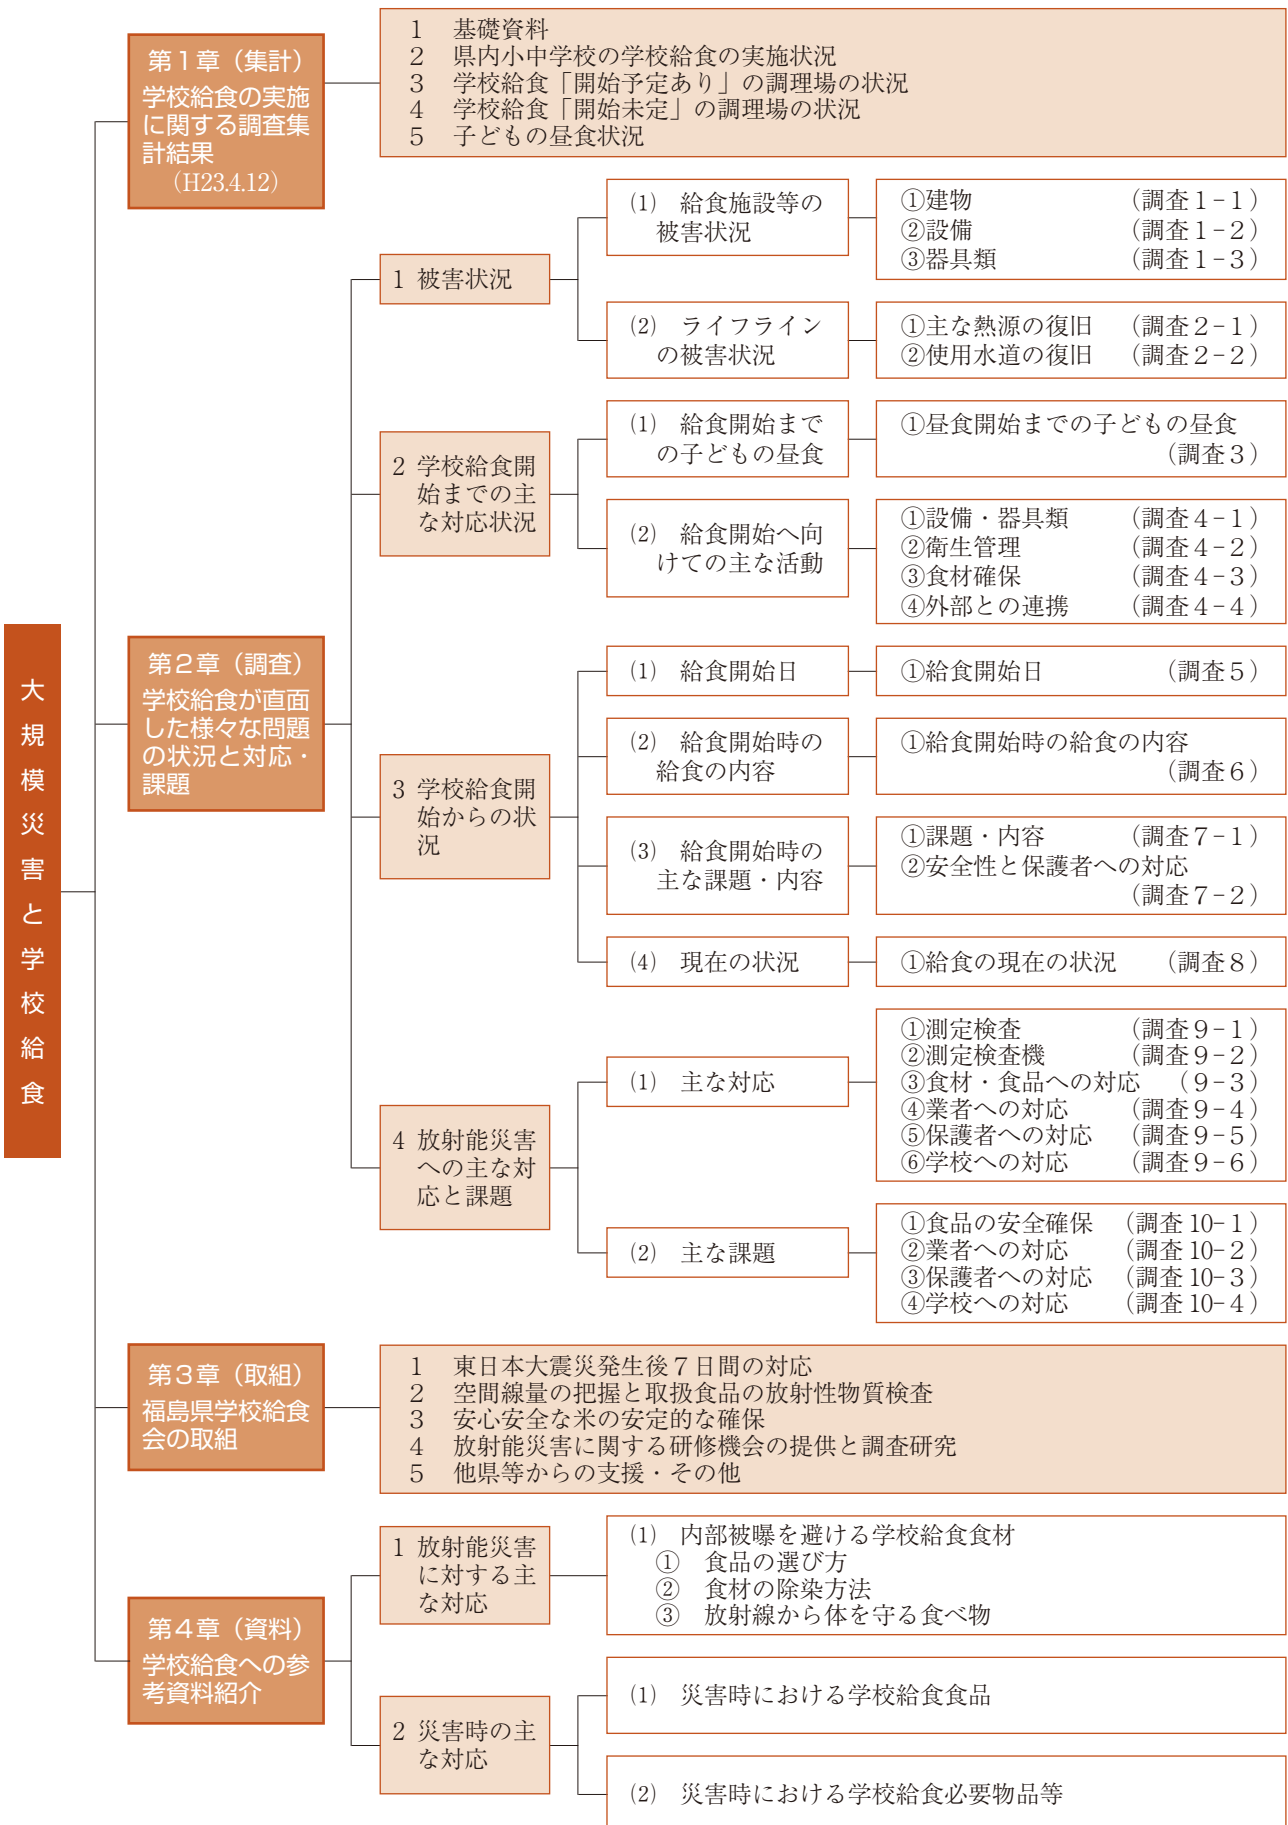 大規模災害と学校給食
第1章（集計）
学校給食の実施
に関する調査集
計結果
（H23.4.12）
1　基礎資料
2　県内小中学校の学校給食の実施状況
3　学校給食「開始予定あり」の調理場の状況
4　学校給食「開始未定」の調理場の状況
5　子どもの昼食状況
第2章（調査）
学校給食が直面
した様々な問題
の状況と対応・
課題
1 被害状況
(1)　給食施設等の
被害状況
①建物　（調査1-1）
②設備　（調査1-2）
③器具類　（調査1-3）
(2)　ライフライン
の被害状況
①主な熱源の復旧　（調査2-1）
②使用水道の復旧　（調査2-2）
2 学校給食開
始までの主
な対応状況
(1)　給食開始まで
の子どもの昼食
①昼食開始までの子どもの昼食
（調査3）
(2)　給食開始へ向
けての主な活動
①設備・器具類　（調査4-1）
②衛生管理　（調査4-2）
③食材確保　（調査4-3）
④外部との連携　（調査4-4）
3 学校給食開
始からの状
況
(1)　給食開始日
①給食開始日　（調査5）
(2)　給食開始時の
給食の内容
①給食開始時の給食の内容
（調査6）
(3)　給食開始時の
主な課題・内容
①課題・内容　（調査7-1）
②安全性と保護者への対応
（調査7-2）
(4)　現在の状況
①給食の現在の状況　（調査8）
4 放射能災害
への主な対
応と課題
(1)　主な対応
①測定検査　（調査9-1）
②測定検査機　（調査9-2）
③食材・食品への対応　（9-3）
④業者への対応　（調査9-4）
⑤保護者への対応　（調査9-5）
⑥学校への対応　（調査9-6）
(2)　主な課題
①食品の安全確保　（調査10-1）
②業者への対応　（調査10-2）
③保護者への対応　（調査10-3）
④学校への対応　（調査10-4）
第3章（取組）
福島県学校給食
会の取組
1　東日本大震災発生後7日間の対応
2　空間線量の把握と取扱食品の放射性物質検査
3　安心安全な米の安定的な確保
4　放射能災害に関する研修機会の提供と調査研究
5　他県等からの支援・その他
第4章（資料）
学校給食への参
考資料紹介
1 放射能災害
に対する主
な対応
(1)　内部被曝を避ける学校給食食材
①　食品の選び方
②　食材の除染方法
③　放射線から体を守る食べ物
2 災害時の主
な対応
(1)　災害時における学校給食食品
(2)　災害時における学校給食必要物品等